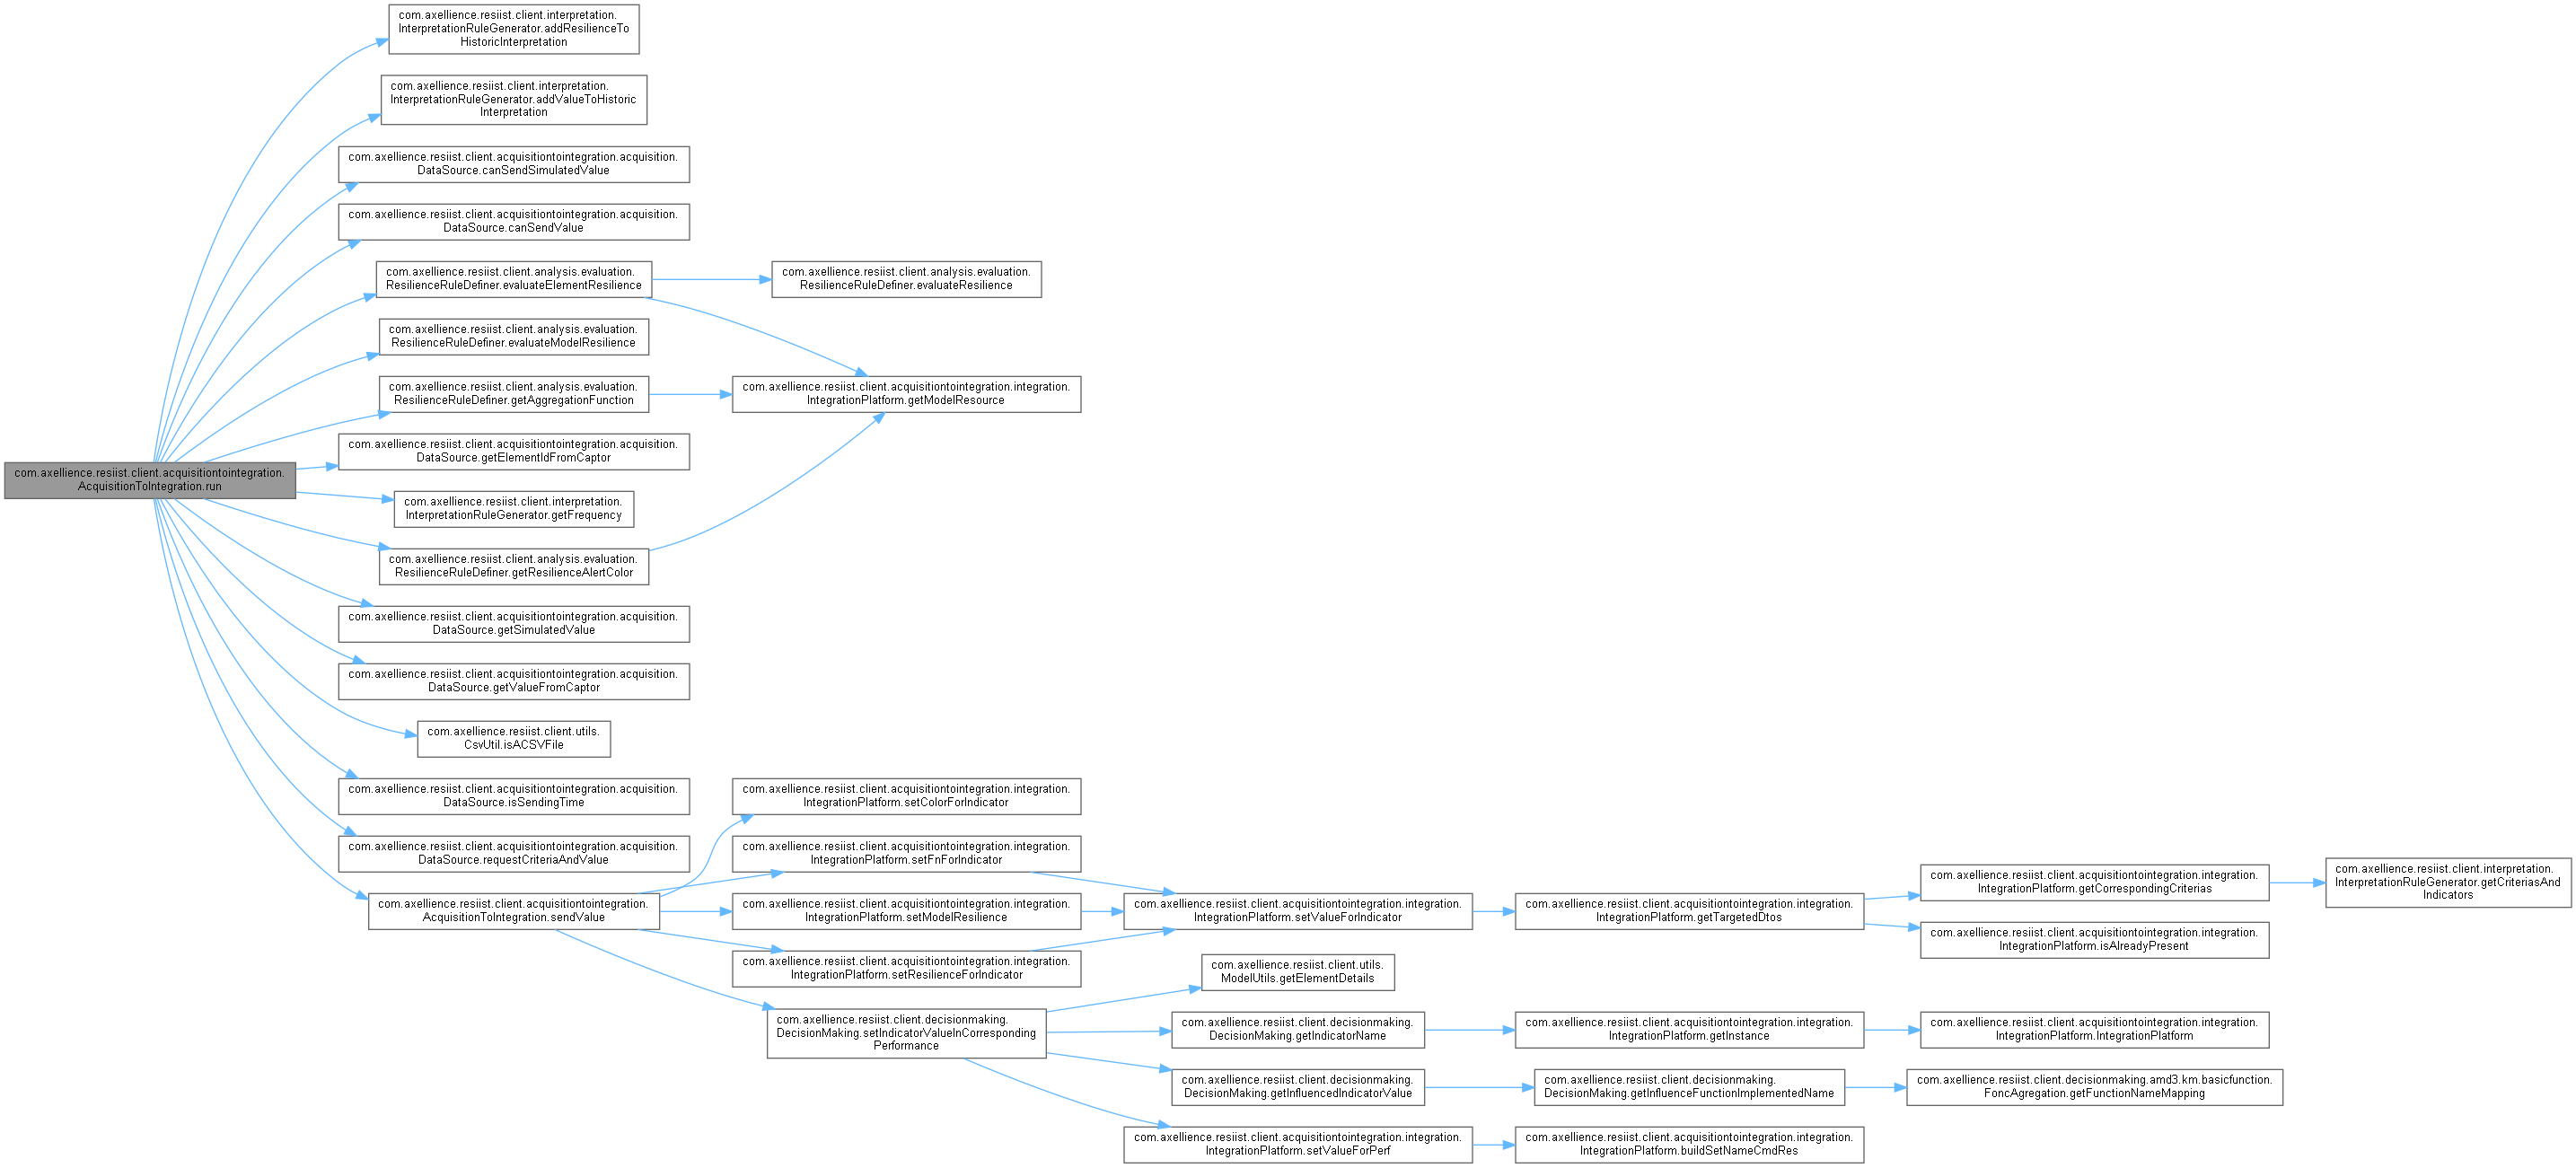 com.axellience.resiist.client.interpretation.
InterpretationRuleGenerator.addResilienceTo
HistoricInterpretation
com.axellience.resiist.client.interpretation.
InterpretationRuleGenerator.addValueToHistoric
Interpretation
com.axellience.resiist.client.acquisitiontointegration.acquisition.
DataSource.canSendSimulatedValue
com.axellience.resiist.client.acquisitiontointegration.acquisition.
DataSource.canSendValue
com.axellience.resiist.client.analysis.evaluation.
ResilienceRuleDefiner.evaluateElementResilience
com.axellience.resiist.client.analysis.evaluation.
ResilienceRuleDefiner.evaluateResilience
com.axellience.resiist.client.analysis.evaluation.
ResilienceRuleDefiner.evaluateModelResilience
com.axellience.resiist.client.analysis.evaluation.
ResilienceRuleDefiner.getAggregationFunction
com.axellience.resiist.client.acquisitiontointegration.integration.
IntegrationPlatform.getModelResource
com.axellience.resiist.client.acquisitiontointegration.acquisition.
DataSource.getElementIdFromCaptor
com.axellience.resiist.client.acquisitiontointegration.
AcquisitionToIntegration.run
com.axellience.resiist.client.interpretation.
InterpretationRuleGenerator.getFrequency
com.axellience.resiist.client.analysis.evaluation.
ResilienceRuleDefiner.getResilienceAlertColor
com.axellience.resiist.client.acquisitiontointegration.acquisition.
DataSource.getSimulatedValue
com.axellience.resiist.client.acquisitiontointegration.acquisition.
DataSource.getValueFromCaptor
com.axellience.resiist.client.utils.
CsvUtil.isACSVFile
com.axellience.resiist.client.acquisitiontointegration.acquisition.
DataSource.isSendingTime
com.axellience.resiist.client.acquisitiontointegration.integration.
IntegrationPlatform.setColorForIndicator
com.axellience.resiist.client.acquisitiontointegration.acquisition.
DataSource.requestCriteriaAndValue
com.axellience.resiist.client.acquisitiontointegration.integration.
IntegrationPlatform.setFnForIndicator
com.axellience.resiist.client.acquisitiontointegration.
AcquisitionToIntegration.sendValue
com.axellience.resiist.client.acquisitiontointegration.integration.
IntegrationPlatform.setModelResilience
com.axellience.resiist.client.acquisitiontointegration.integration.
IntegrationPlatform.setValueForIndicator
com.axellience.resiist.client.acquisitiontointegration.integration.
IntegrationPlatform.getTargetedDtos
com.axellience.resiist.client.acquisitiontointegration.integration.
IntegrationPlatform.getCorrespondingCriterias
com.axellience.resiist.client.interpretation.
InterpretationRuleGenerator.getCriteriasAnd
Indicators
com.axellience.resiist.client.acquisitiontointegration.integration.
IntegrationPlatform.isAlreadyPresent
com.axellience.resiist.client.acquisitiontointegration.integration.
IntegrationPlatform.setResilienceForIndicator
com.axellience.resiist.client.utils.
ModelUtils.getElementDetails
com.axellience.resiist.client.decisionmaking.
DecisionMaking.setIndicatorValueInCorresponding
Performance
com.axellience.resiist.client.decisionmaking.
DecisionMaking.getIndicatorName
com.axellience.resiist.client.acquisitiontointegration.integration.
IntegrationPlatform.getInstance
com.axellience.resiist.client.acquisitiontointegration.integration.
IntegrationPlatform.IntegrationPlatform
com.axellience.resiist.client.decisionmaking.
DecisionMaking.getInfluencedIndicatorValue
com.axellience.resiist.client.decisionmaking.
DecisionMaking.getInfluenceFunctionImplementedName
com.axellience.resiist.client.decisionmaking.amd3.km.basicfunction.
FoncAgregation.getFunctionNameMapping
com.axellience.resiist.client.acquisitiontointegration.integration.
IntegrationPlatform.setValueForPerf
com.axellience.resiist.client.acquisitiontointegration.integration.
IntegrationPlatform.buildSetNameCmdRes